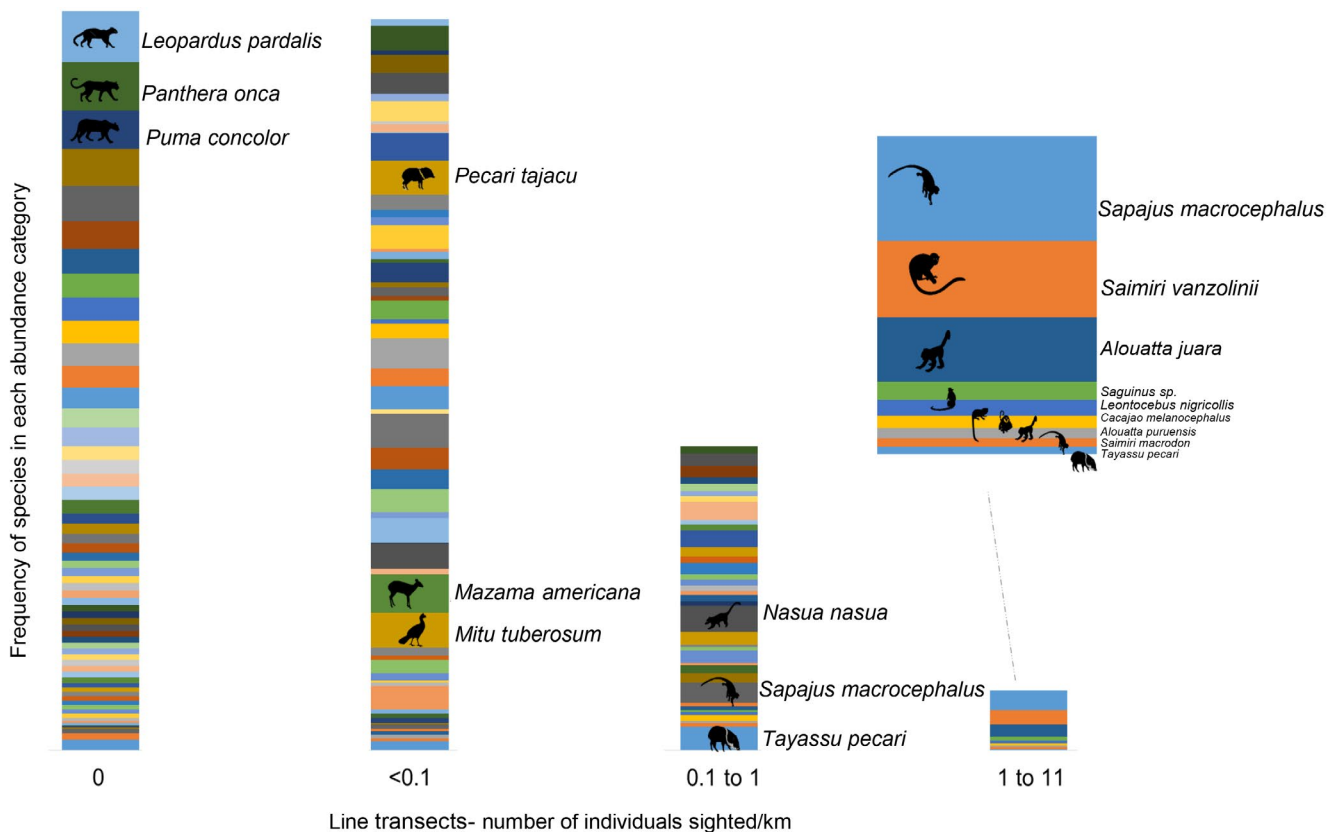 Frequency of species in each abundance category
Leopardus pardalis
Panthera onca
Puma concolor
Pecari tajacu
Mazama americana
Mitu tuberosum
Nasua nasua
Sapajus macrocephalus
Tayassu pecari
Sapajus macrocephalus
Saimiri vanzolinii
Alouatta juara
Saguinus sp.
Leontocebus nigricollis
Cacajao melanocephalus
Alouatta puruensis
Saimiri macrodon
Tayassu pecari
0
<0.1
0.1 to 1
1 to 11
Line transects- number of individuals sighted/km